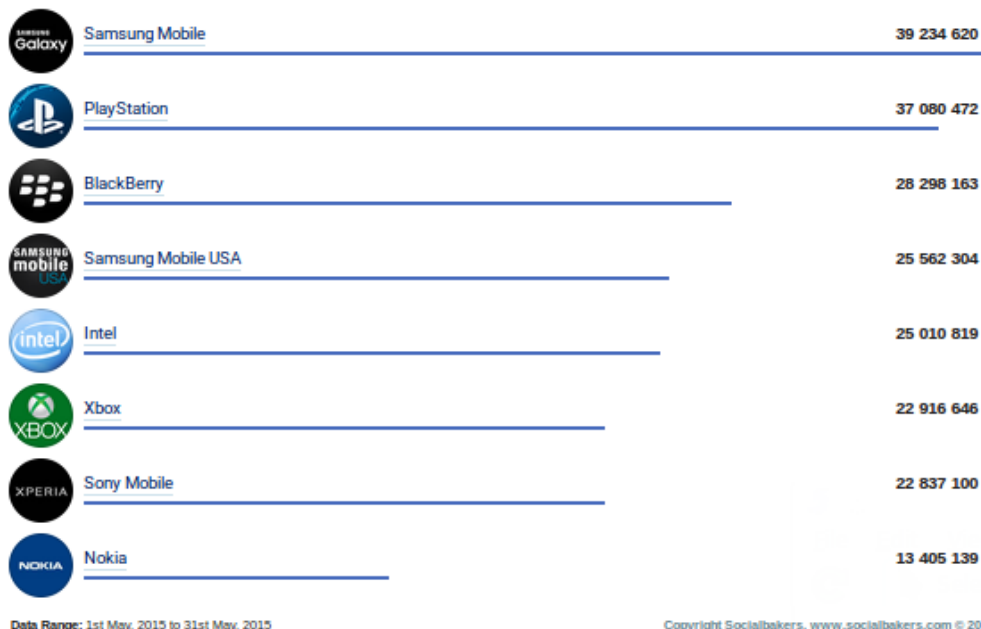 SAMSUNG
Galaxy
Samsung Mobile 39 234 620
PlayStation 37 080 472
BlackBerry 28 298 163
SAMSUNG
mobile
USA
Samsung Mobile USA 25 562 304
intel
Intel 25 010 819
XBOX
Xbox 22 916 646
XPERIA
Sony Mobile 22 837 100
NOKIA
Nokia 13 405 139
Data Range: 1st May, 2015 to 31st May, 2015 Copyright Socialbakers, www.socialbakers.com © 20